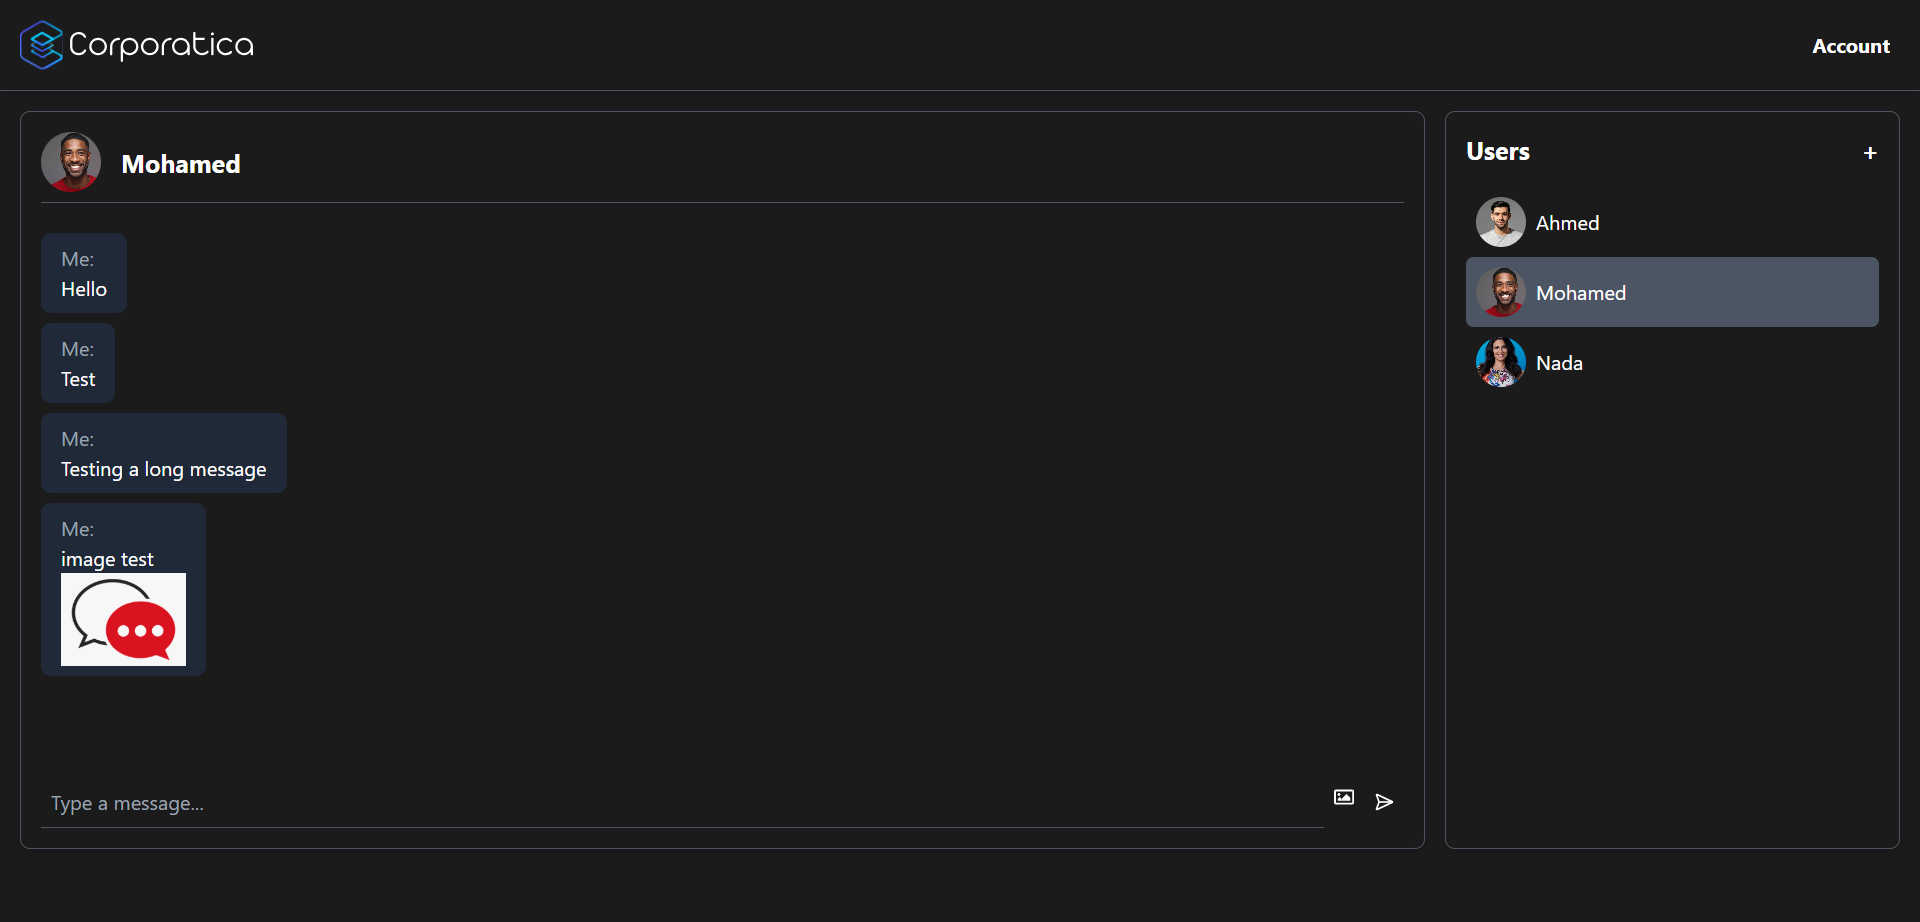 Corporatica
Account
Mohamed
Me:
Hello
Me:
Test
Me:
Testing a long message
Me:
image test
Type a message...
Users
+
Ahmed
Mohamed
Nada